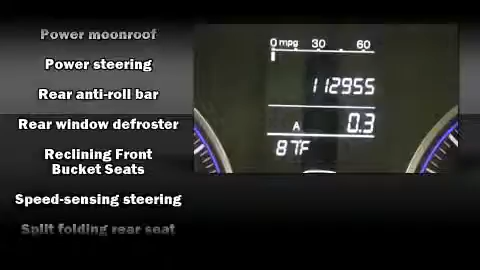 Power moonroof
Power steering
Rear anti-roll bar
Rear window defroster
Reclining Front
Bucket Seats
Speed-sensing steering
Split folding rear seat
0 mpg 30 60
112955
A 0.3
87F